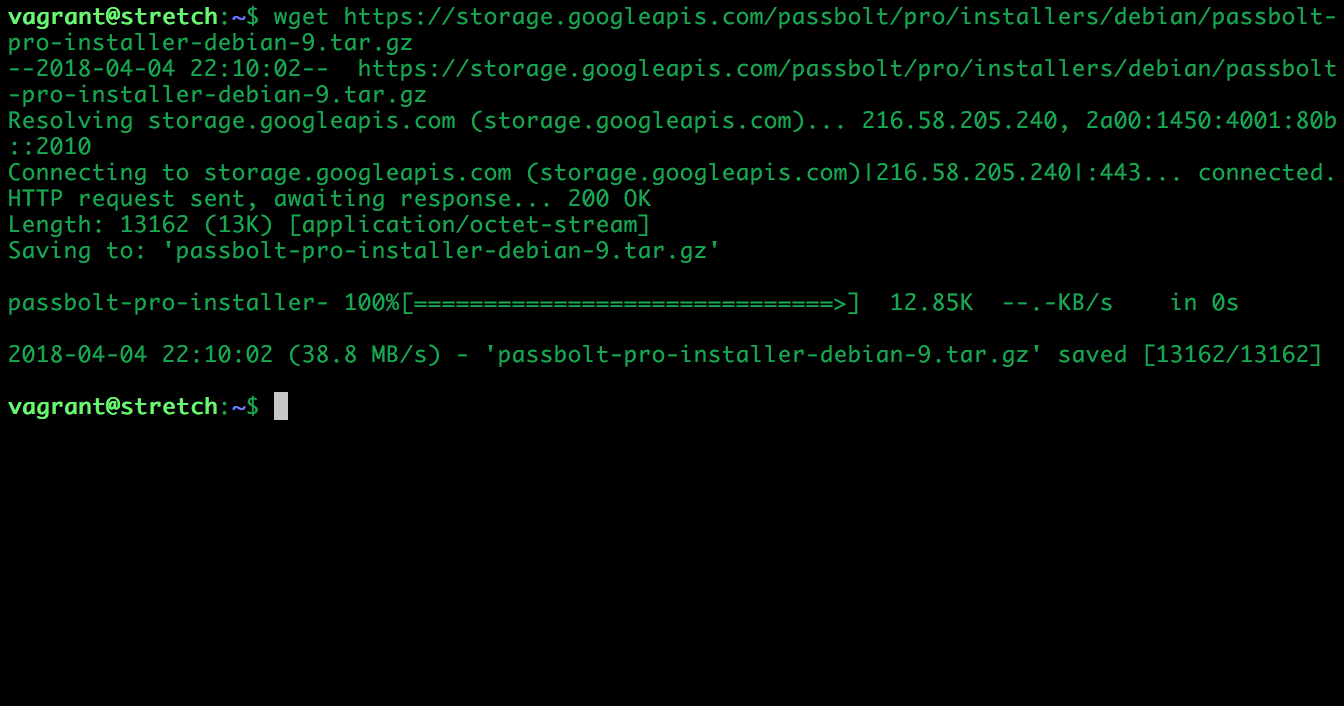 vagrant@stretch:~$ wget https://storage.googleapis.com/passbolt/pro/installers/debian/passbolt-
pro-installer-debian-9.tar.gz
--2018-04-04 22:10:02--  https://storage.googleapis.com/passbolt/pro/installers/debian/passbolt
-pro-installer-debian-9.tar.gz
Resolving storage.googleapis.com (storage.googleapis.com)... 216.58.205.240, 2a00:1450:4001:80b
::2010
Connecting to storage.googleapis.com (storage.googleapis.com)|216.58.205.240|:443... connected.
HTTP request sent, awaiting response... 200 OK
Length: 13162 (13K) [application/octet-stream]
Saving to: 'passbolt-pro-installer-debian-9.tar.gz'
passbolt-pro-installer- 100%[==============================>]  12.85K  --.-KB/s    in 0s
2018-04-04 22:10:02 (38.8 MB/s) - 'passbolt-pro-installer-debian-9.tar.gz' saved [13162/13162]
vagrant@stretch:~$